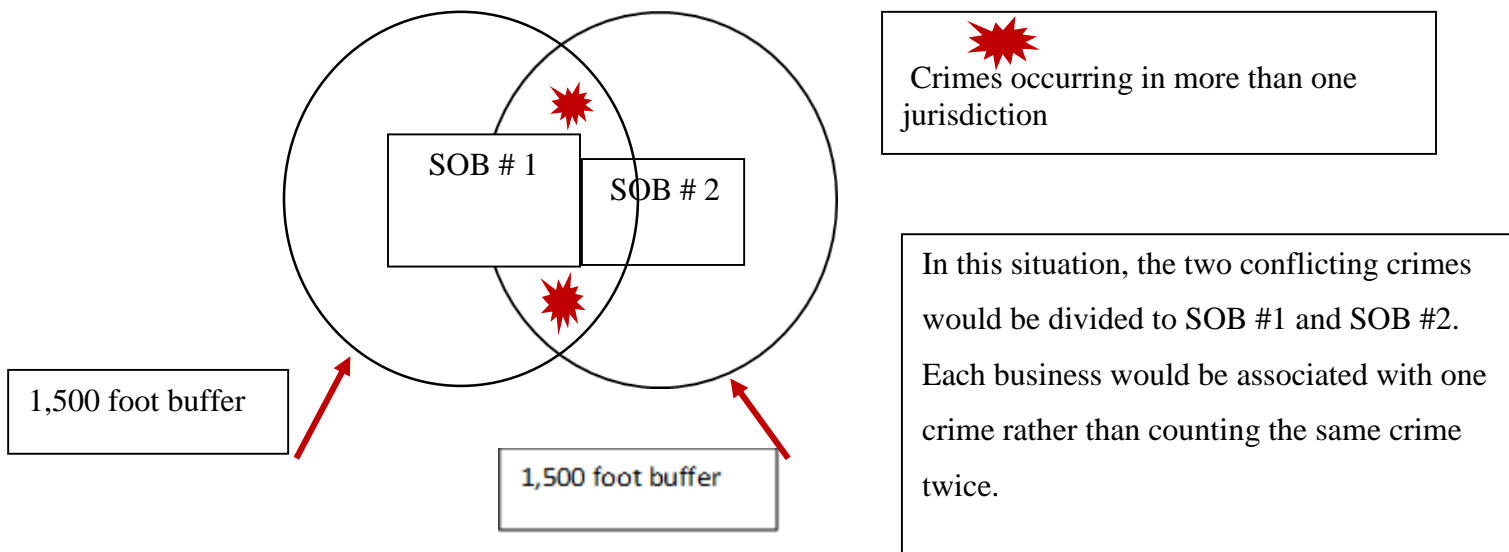 Crimes occurring in more than one
jurisdiction
SOB # 1
SOB # 2
In this situation, the two conflicting crimes
would be divided to SOB #1 and SOB #2.
Each business would be associated with one
crime rather than counting the same crime
twice.
1,500 foot buffer
1,500 foot buffer